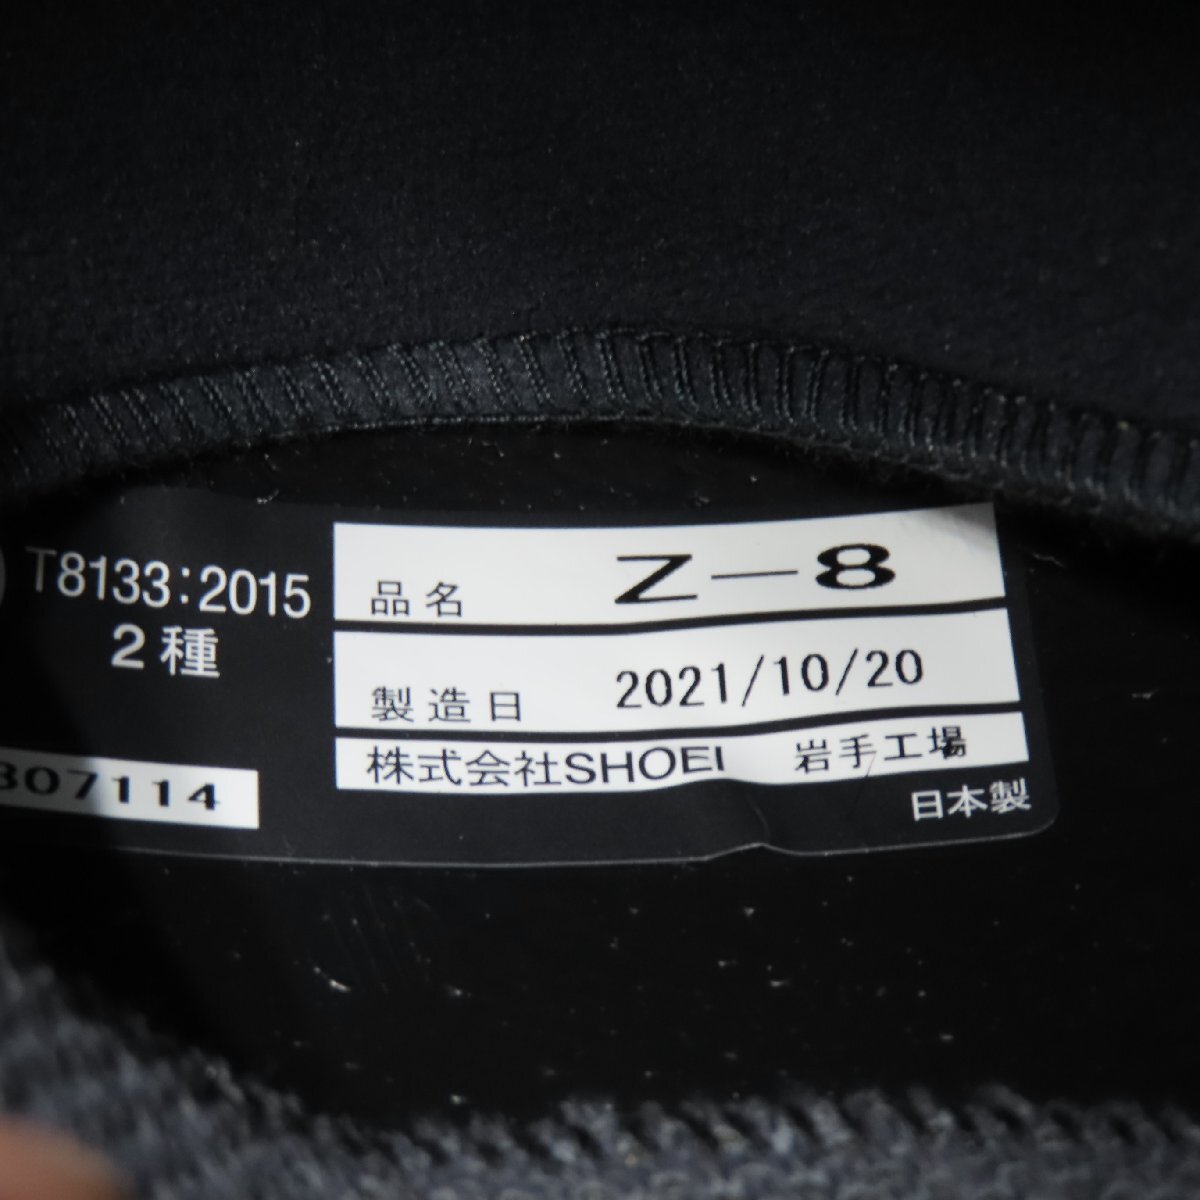 T8133:2015
2種
307114
品名 Z-8
製造日 2021/10/20
株式会社SHOEI 岩手工場
日本製